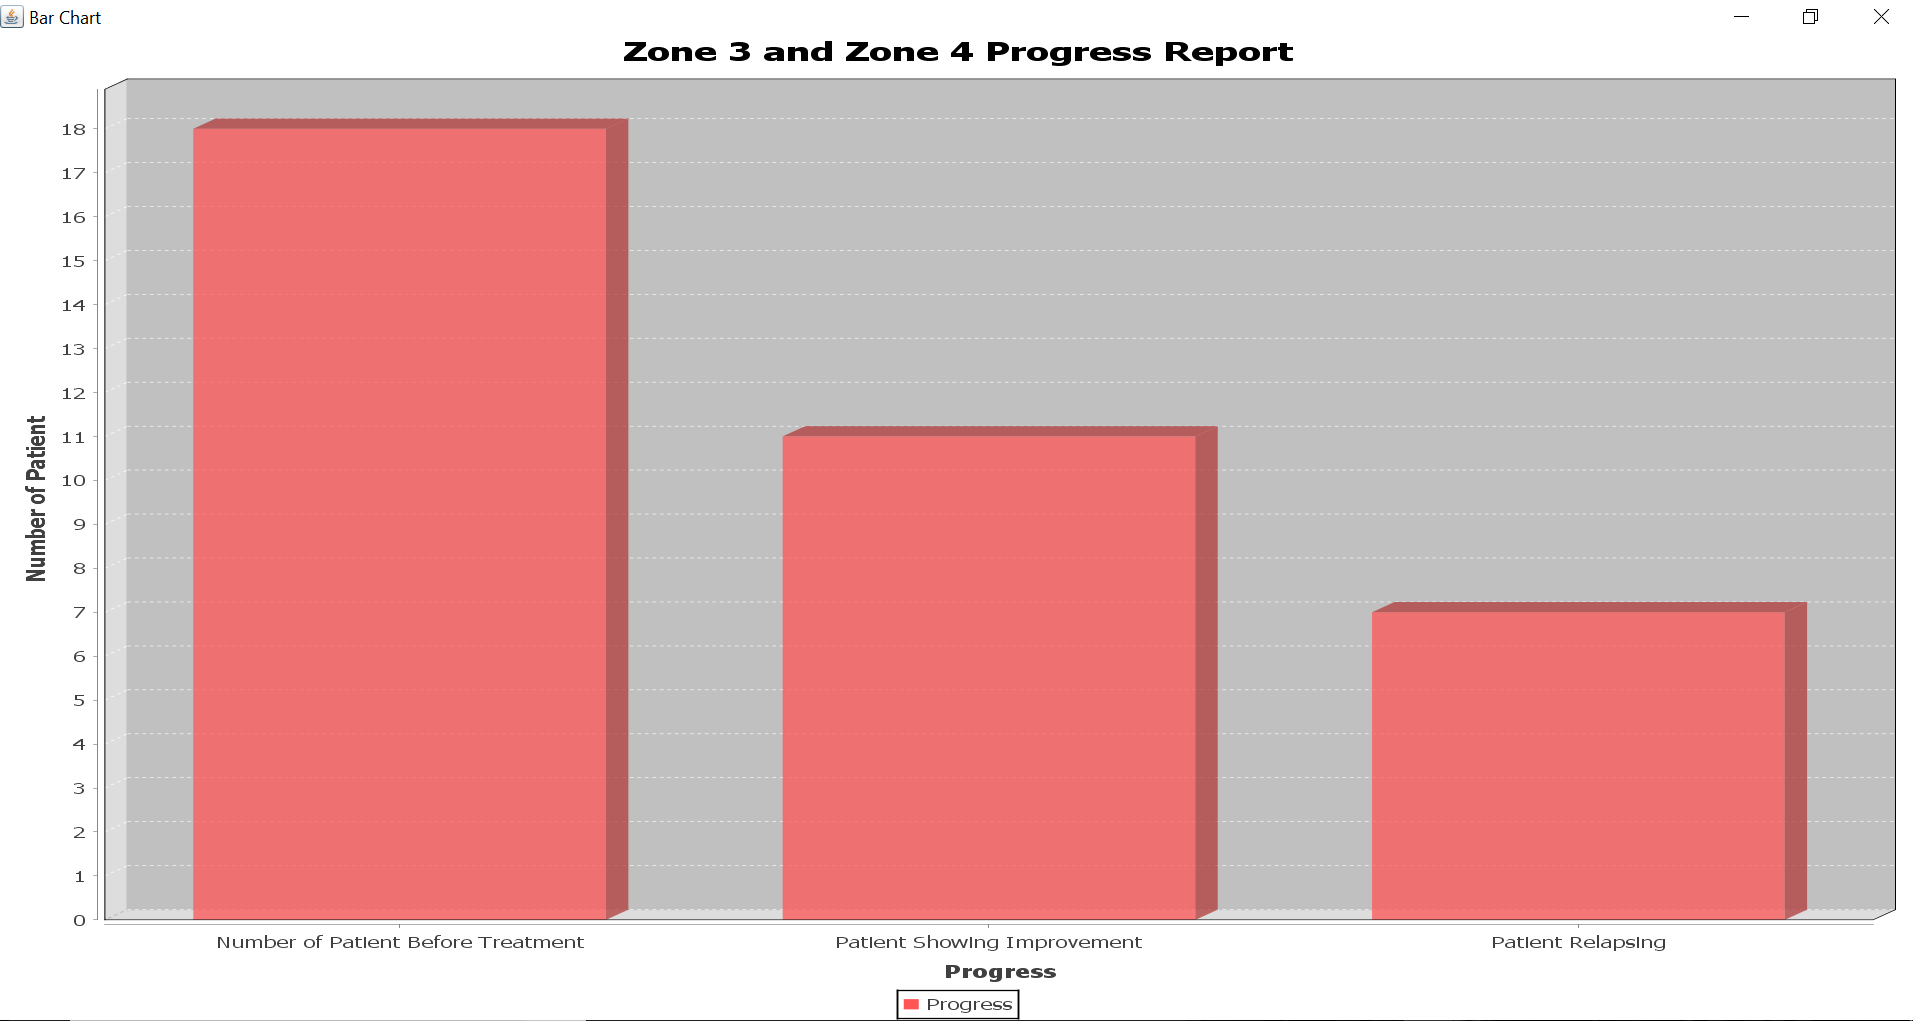 Bar Chart
Zone 3 and Zone 4 Progress Report
18
17
16
15
14
13
12
11
10
9
8
7
6
5
4
3
2
1
0
Number of Patient
Number of Patient Before Treatment
Patient Showing Improvement
Patient Relapsing
Progress
Progress